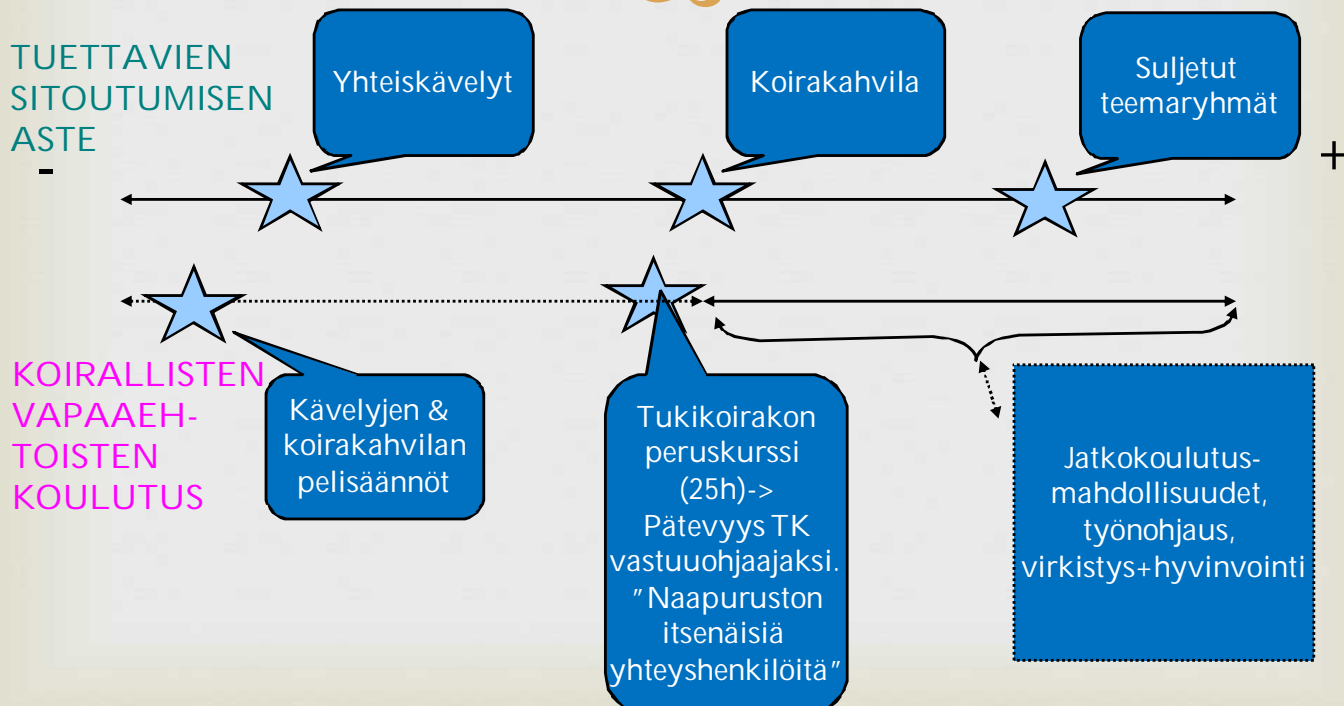 TUETTAVIEN
SITOUTUMISEN
ASTE
-
Yhteiskävelyt
Koirakahvila
Suljetut
teemaryhmät
+
KOIRALLISTEN
VAPAAEH-
TOISTEN
KOULUTUS
Kävelyjen &
koirakahvilan
pelisäännöt
Tukikoirakon
peruskurssi
(25h)->
Pätevyys TK
vastuuohjaajaksi.
"Naapuruston
itsenäisiä
yhteyshenkilöitä"
Jatkokoulutus-
mahdollisuudet,
työnohjaus,
virkistys+hyvinvointi